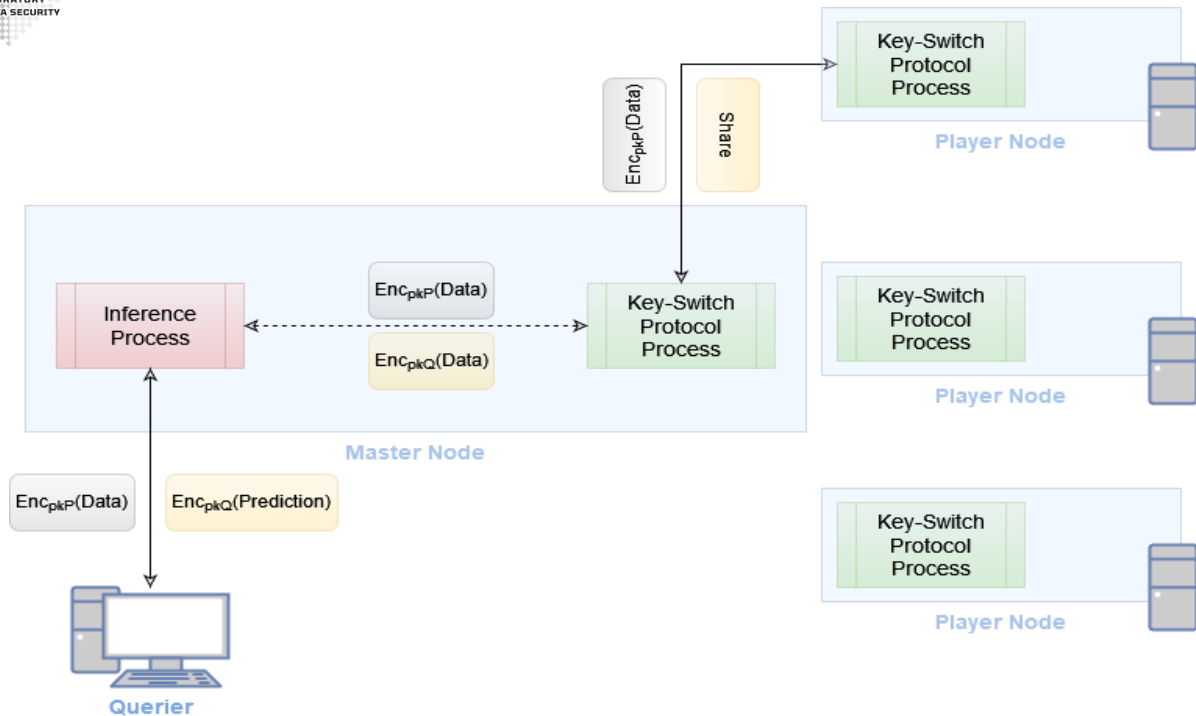 A SECURITY
Key-Switch
Protocol
Process
Player Node
Enc_pkP(Data)
Share
Inference
Process
Enc_pkP(Data)
Enc_pkQ(Data)
Key-Switch
Protocol
Process
Master Node
Key-Switch
Protocol
Process
Player Node
Enc_pkP(Data)
Enc_pkQ(Prediction)
Key-Switch
Protocol
Process
Player Node
Querier